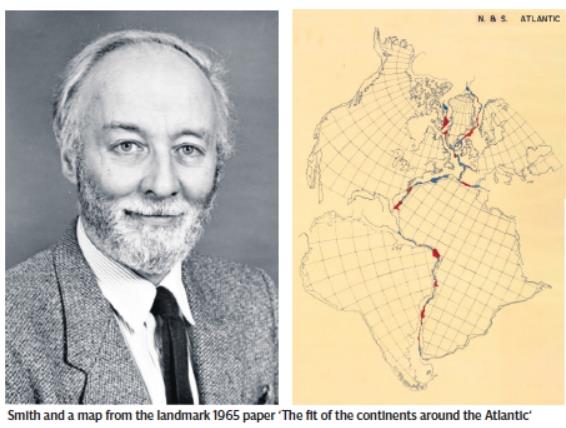 N. & S. ATLANTIC
Smith and a map from the landmark 1965 paper ‘The fit of the continents around the Atlantic’